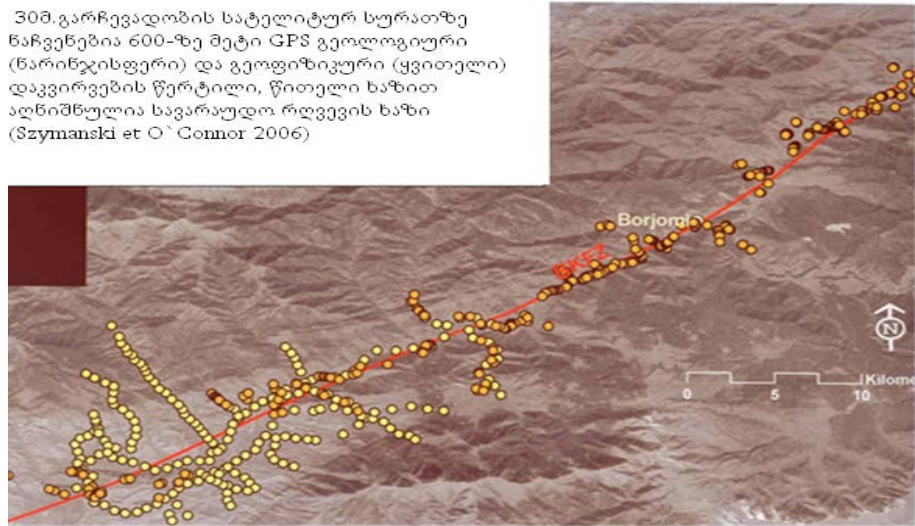 30მ.გარჩევადობის სატელიტურ სურათზე
ნაჩვენებია 600-ზე მეტი GPS გეოლოგიური
(ნარინჯისფერი) და გეოფიზიკური (ყვითელი)
დაკვირვების წერტილი, წითელი ხაზით
აღნიშნულია სავარაუდო რღვევის ხაზი
(Szymanski et O`Connor 2006)
Borjomi
BKFZ
N
Kilome
0 5 10